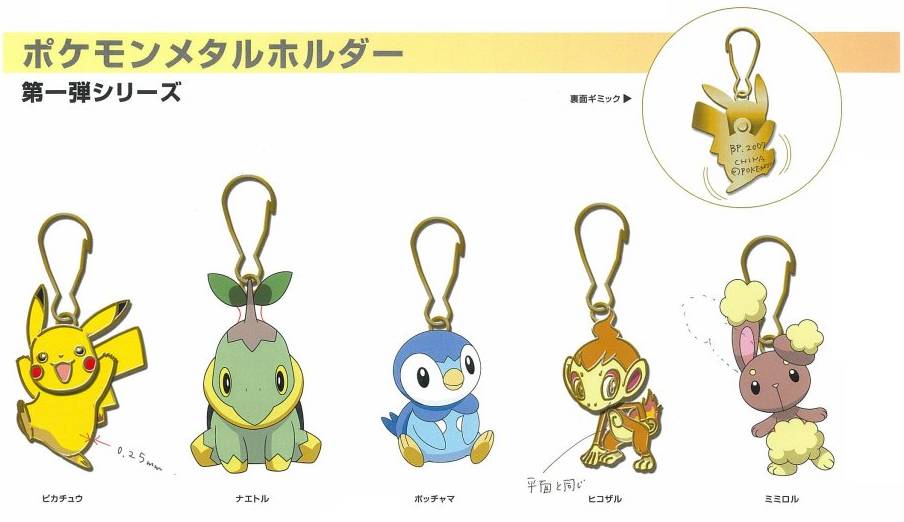 ポケモンメタルホルダー
第一弾シリーズ
裏面ギミック▶
BP.2007
CHINA
©POKEMON
0.25mm
平面と同じ
ピカチュウ
ナエトル
ポッチャマ
ヒコザル
ミミロル